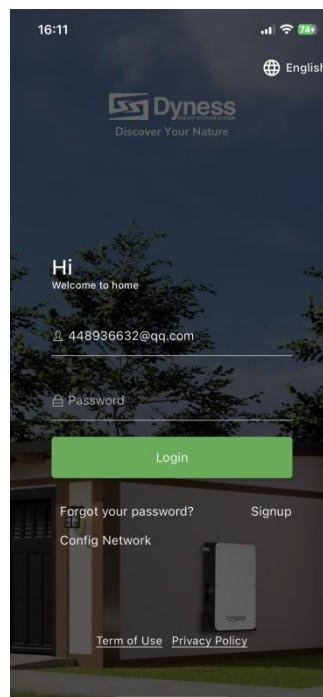 16:11
74
English
Dyness
Discover Your Nature
Hi
Welcome to home
448936632@qq.com
Password
Login
Forgot your password?
Signup
Config Network
Term of Use
Privacy Policy